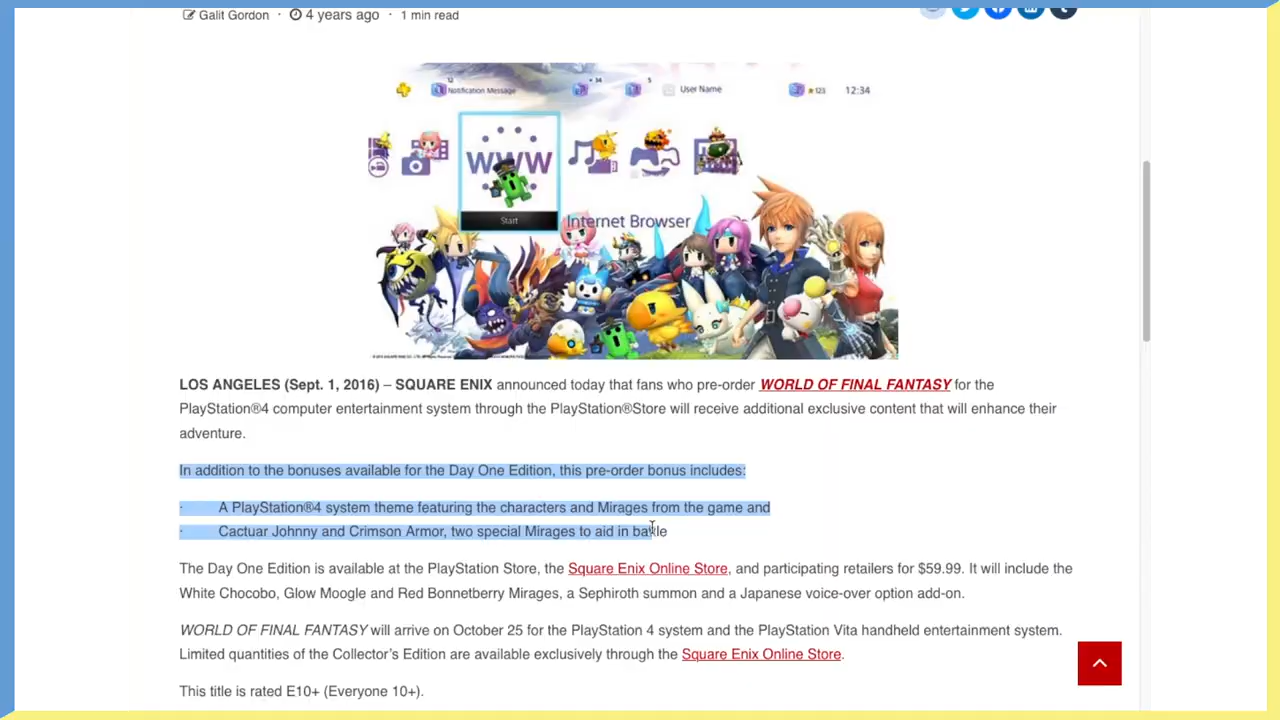 Galit Gordon · 4 years ago · 1 min read
12
Notification Message
34
5
User Name
123
12:34
WWW
Start
Internet Browser
LOS ANGELES (Sept. 1, 2016) – SQUARE ENIX announced today that fans who pre-order WORLD OF FINAL FANTASY for the
PlayStation®4 computer entertainment system through the PlayStation®Store will receive additional exclusive content that will enhance their
adventure.
In addition to the bonuses available for the Day One Edition, this pre-order bonus includes:
· A PlayStation®4 system theme featuring the characters and Mirages from the game and
· Cactuar Johnny and Crimson Armor, two special Mirages to aid in battle
The Day One Edition is available at the PlayStation Store, the Square Enix Online Store, and participating retailers for $59.99. It will include the
White Chocobo, Glow Moogle and Red Bonnetberry Mirages, a Sephiroth summon and a Japanese voice-over option add-on.
WORLD OF FINAL FANTASY will arrive on October 25 for the PlayStation 4 system and the PlayStation Vita handheld entertainment system.
Limited quantities of the Collector's Edition are available exclusively through the Square Enix Online Store.
This title is rated E10+ (Everyone 10+).